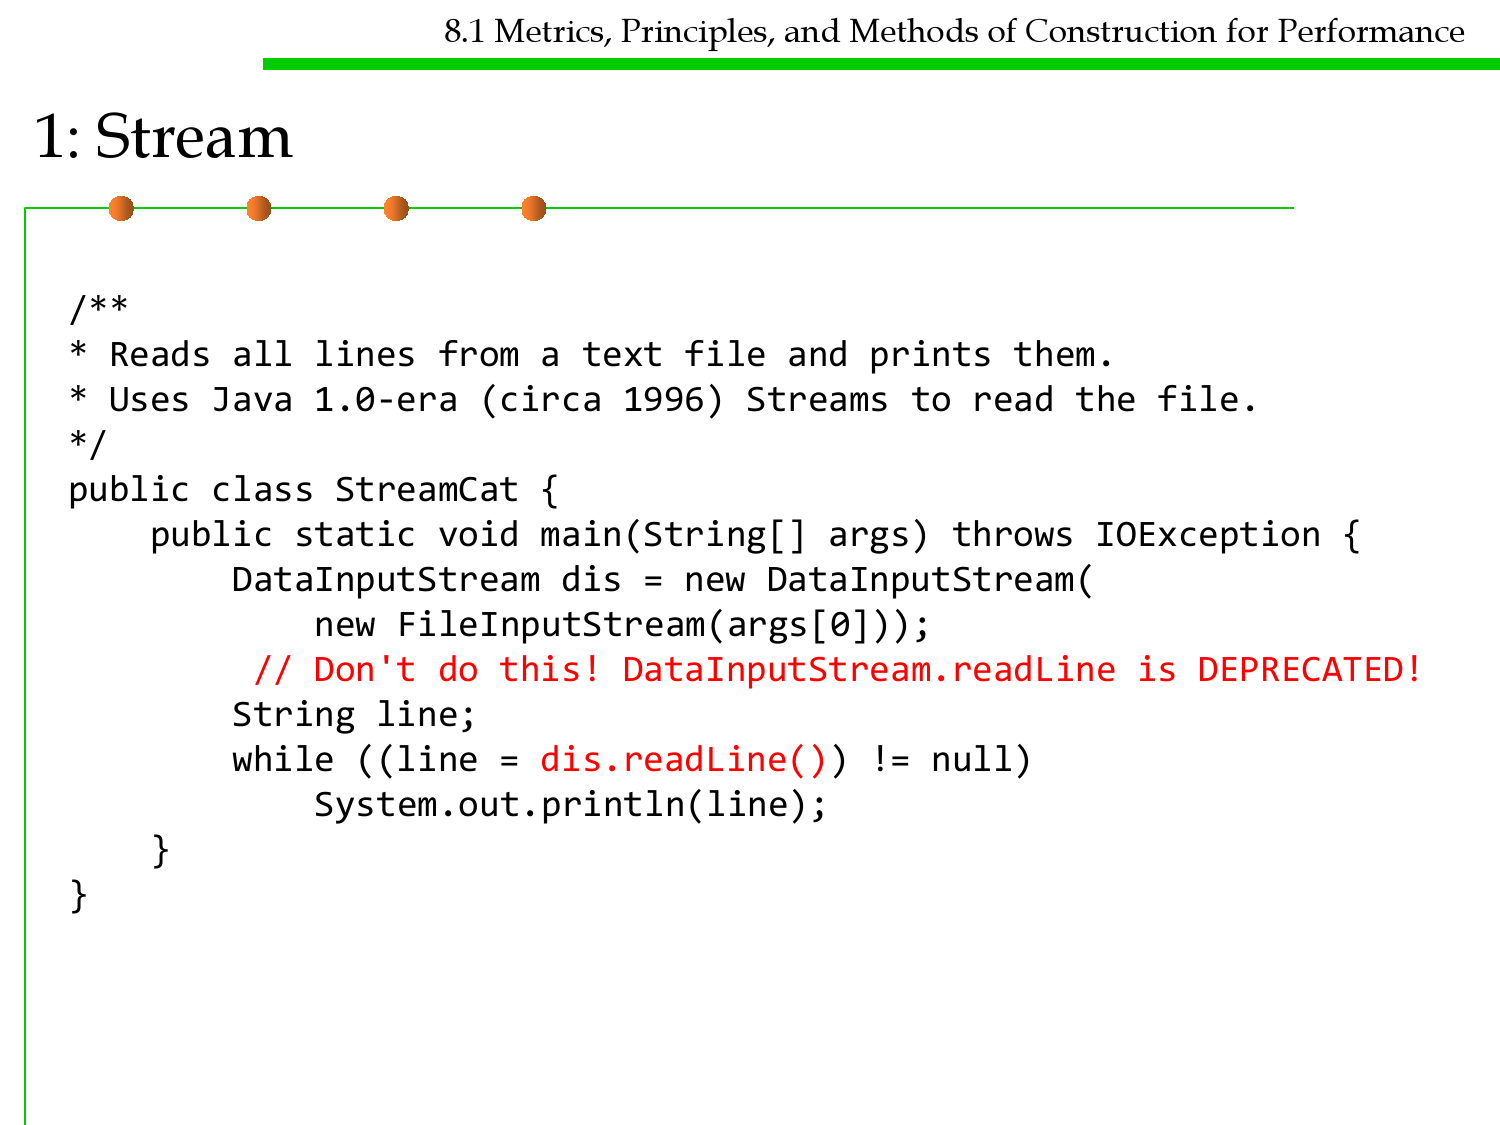 8.1 Metrics, Principles, and Methods of Construction for Performance
1: Stream
/**
* Reads all lines from a text file and prints them.
* Uses Java 1.0-era (circa 1996) Streams to read the file.
*/
public class StreamCat {
    public static void main(String[] args) throws IOException {
        DataInputStream dis = new DataInputStream(
            new FileInputStream(args[0]));
         // Don't do this! DataInputStream.readLine is DEPRECATED!
        String line;
        while ((line = dis.readLine()) != null)
            System.out.println(line);
    }
}